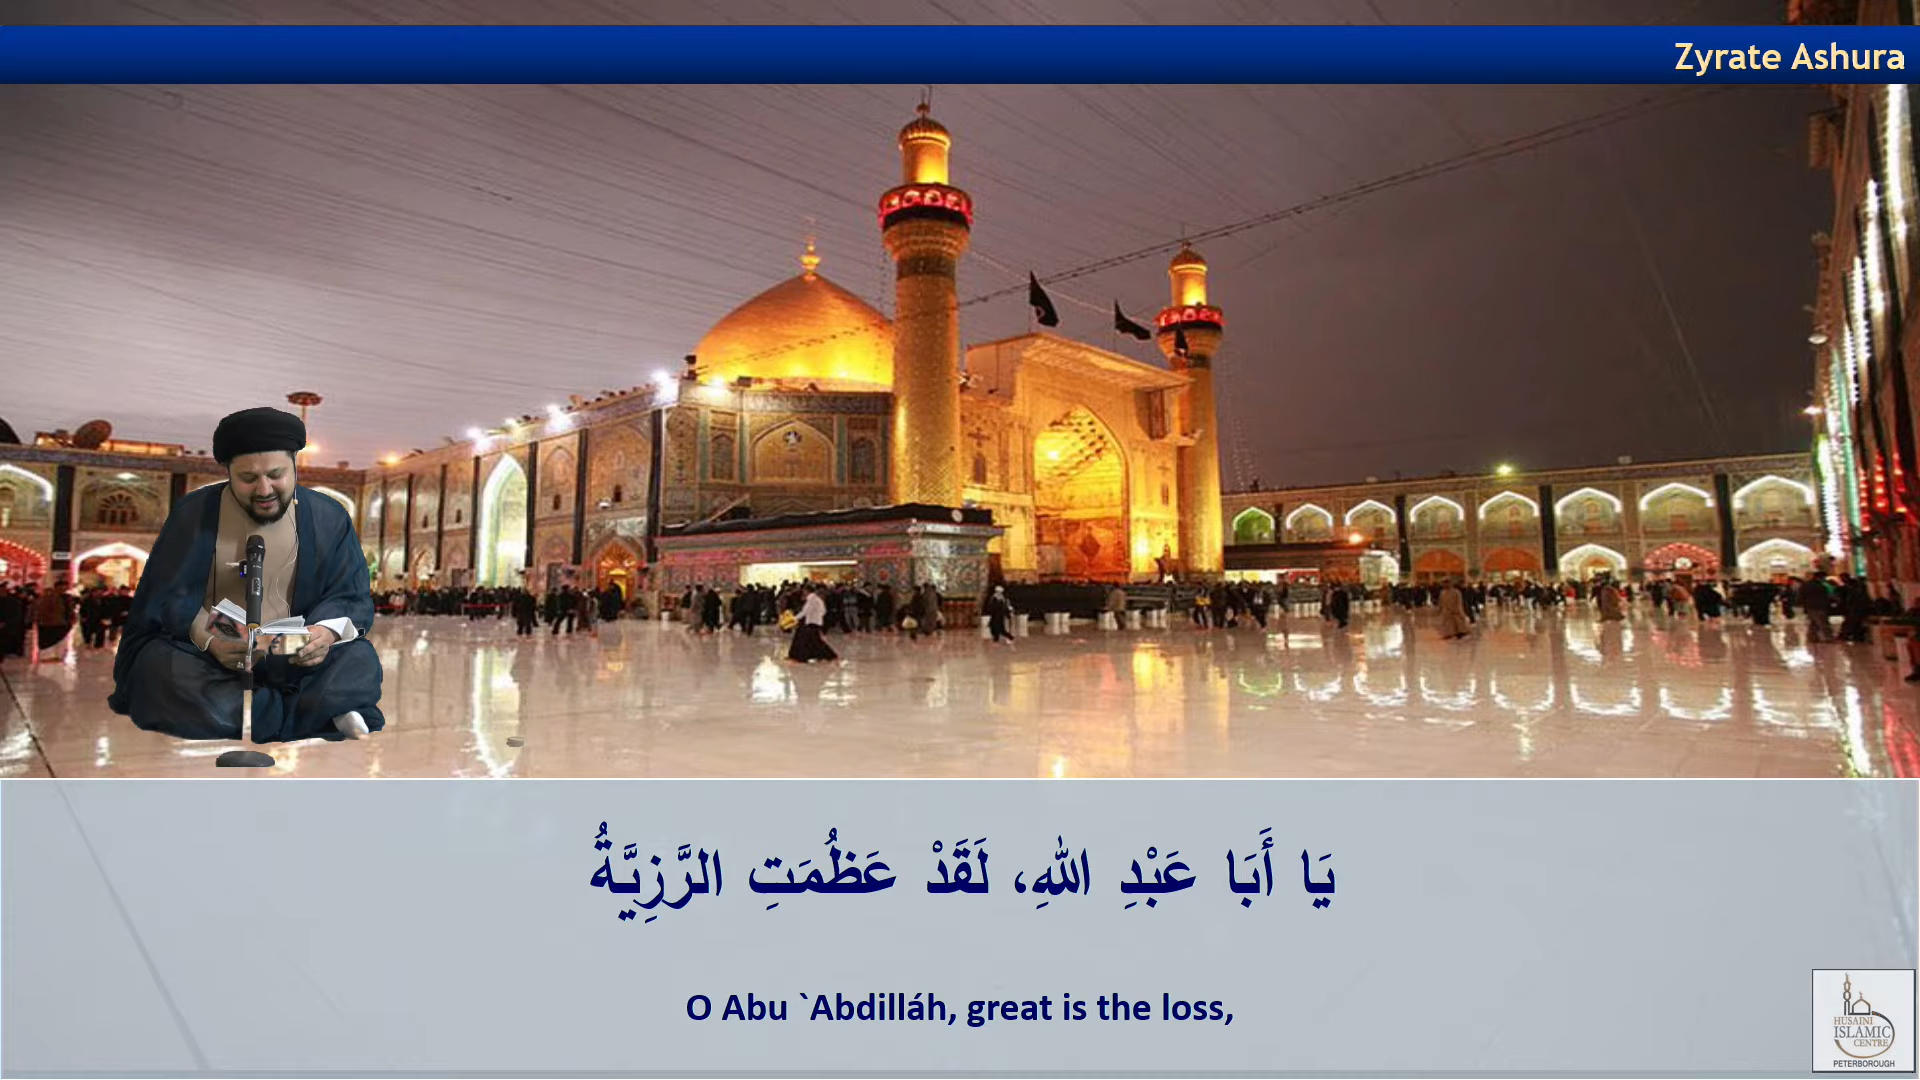 Zyrate Ashura
يَا أَبَا عَبْدِ اللهِ، لَقَدْ عَظُمَتِ الرَّزِيَّةُ
O Abu `Abdilláh, great is the loss,
HUSAINI
ISLAMIC
CENTRE
PETERBOROUGH